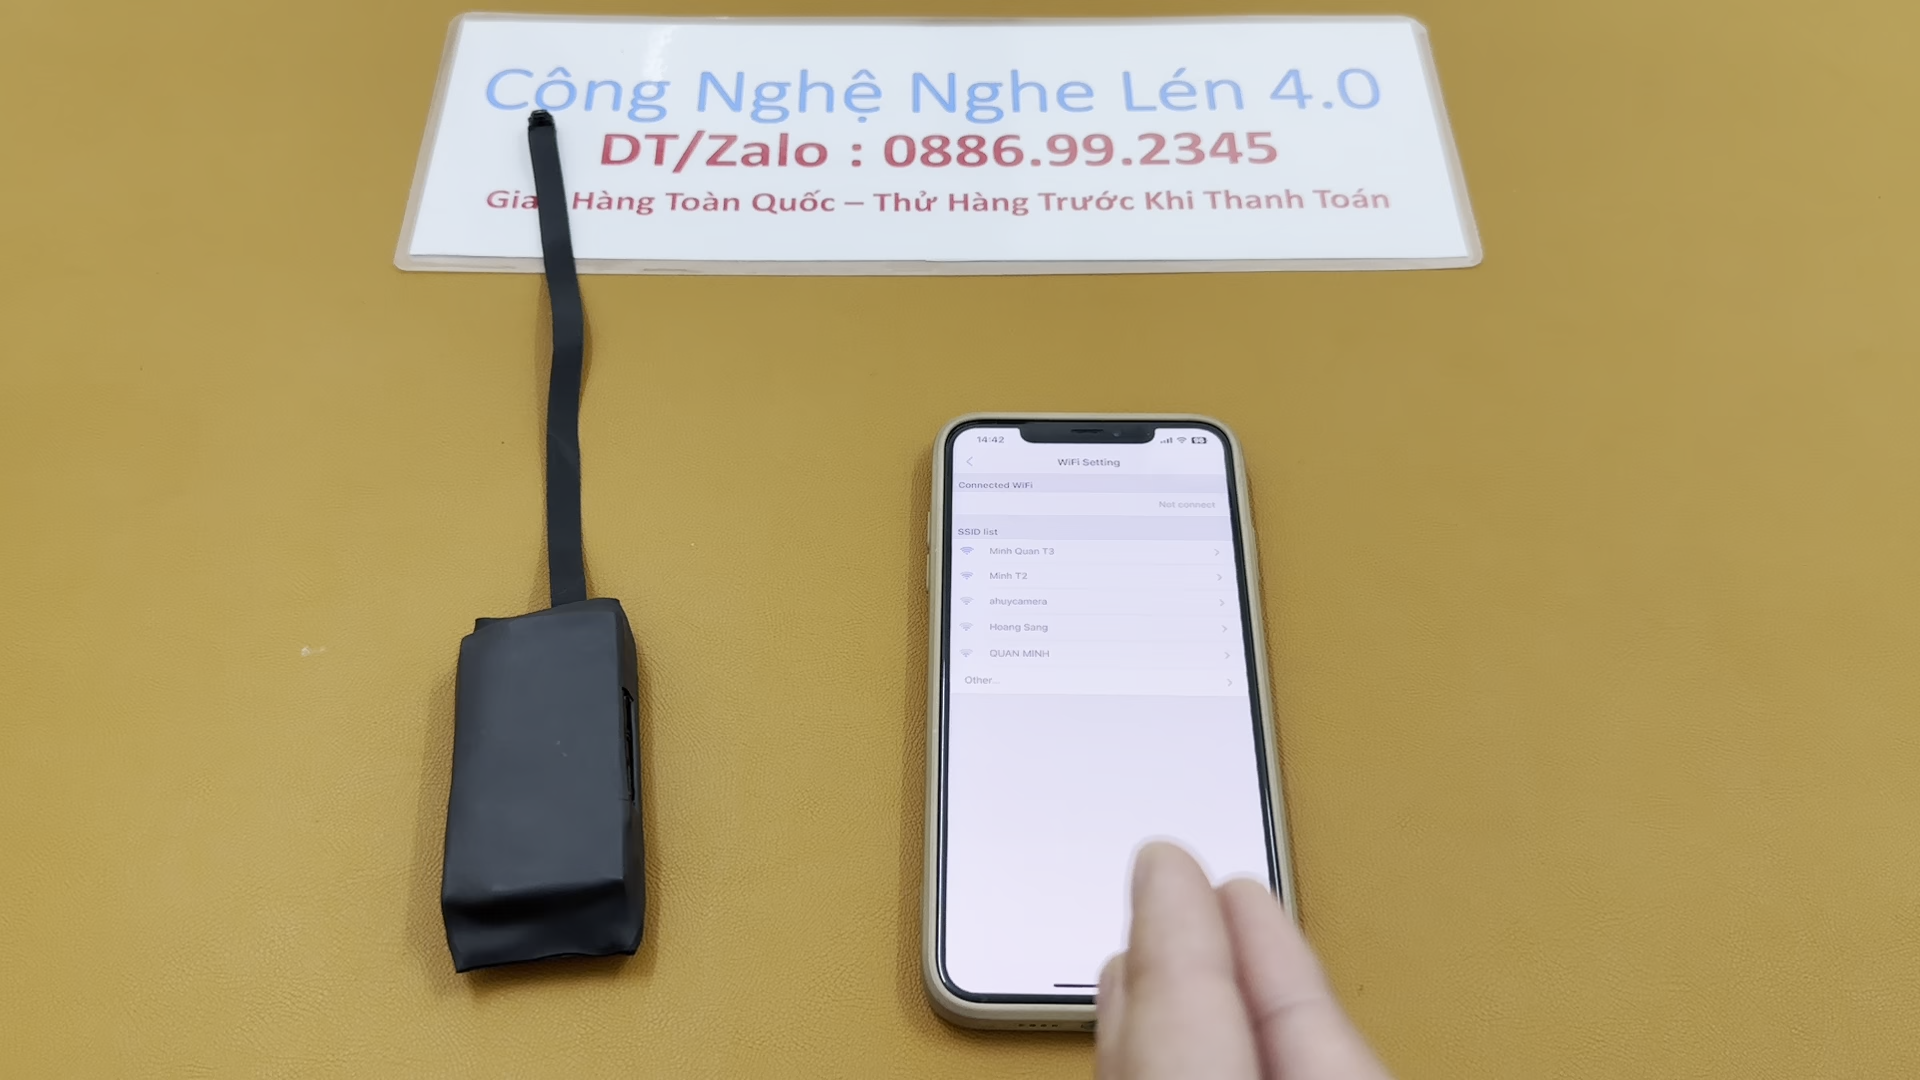 Công Nghệ Nghe Lén 4.0
DT/Zalo : 0886.99.2345
Hàng Toàn Quốc – Thử Hàng Trước Khi Thanh Toán
14:42
98
WiFi Setting
Connected WiFi
Not connect
SSID list
Minh Quan T3
Minh T2
ahuycamera
Hoang Sang
QUAN MINH
Other...